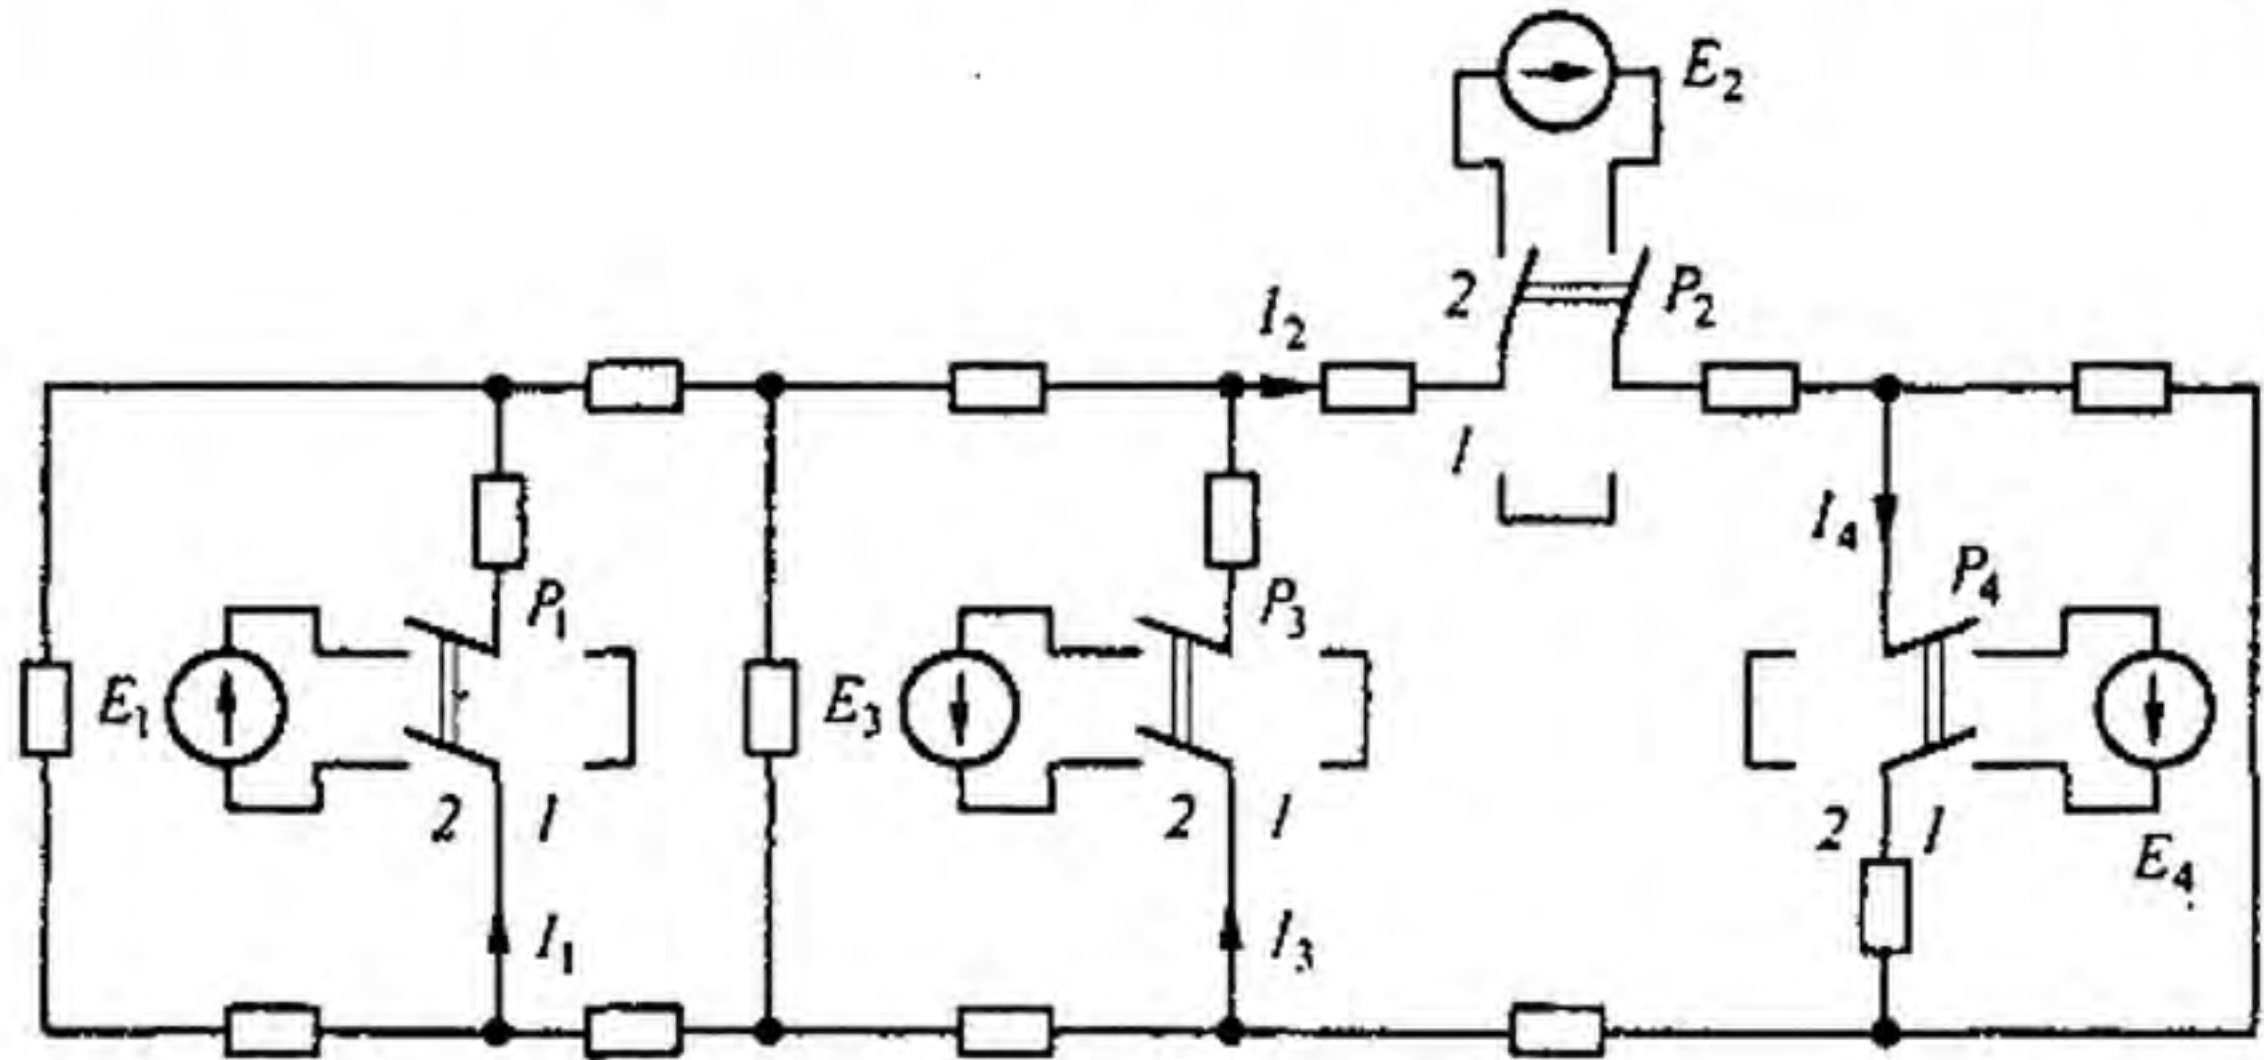 E₂
2 P₂
I₂
1
I₄
P₁ P₃ P₄
E₁ E₃
2 1 2 1 2 1
E₄
I₁ I₃